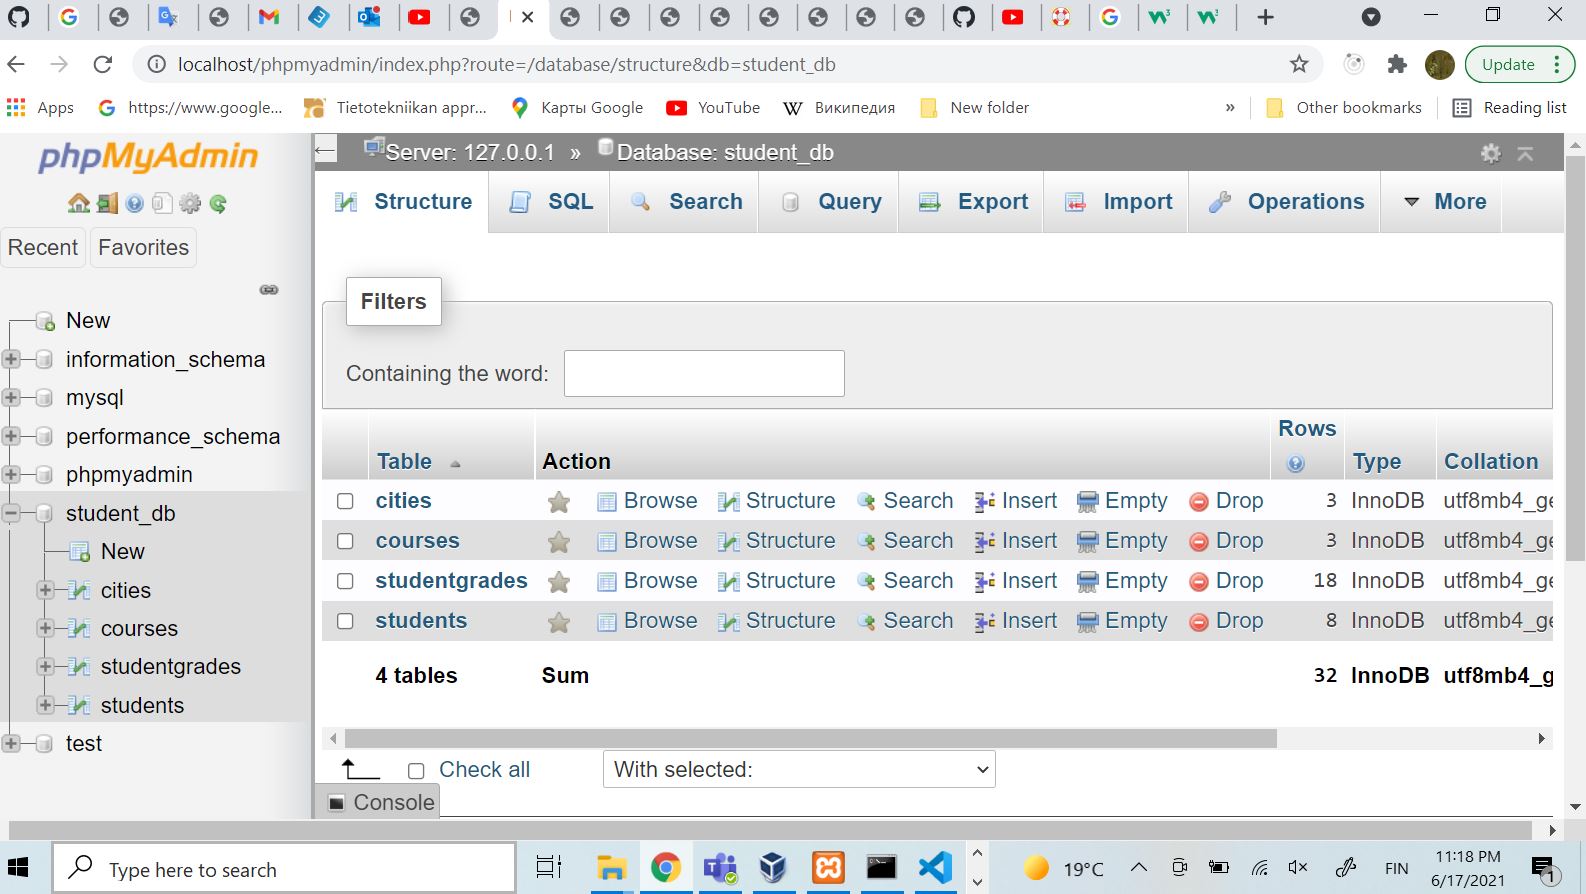 localhost/phpmyadmin/index.php?route=/database/structure&db=student_db
Update
Apps
https://www.google...
Tietotekniikan appr...
Карты Google
YouTube
Википедия
New folder
»
Other bookmarks
Reading list
phpMyAdmin
Recent
Favorites
New
information_schema
mysql
performance_schema
phpmyadmin
student_db
New
cities
courses
studentgrades
students
test
Server: 127.0.0.1 » Database: student_db
Structure
SQL
Search
Query
Export
Import
Operations
More
Filters
Containing the word:
Table Action Rows Type Collation
cities Browse Structure Search Insert Empty Drop 3 InnoDB utf8mb4_ge
courses Browse Structure Search Insert Empty Drop 3 InnoDB utf8mb4_ge
studentgrades Browse Structure Search Insert Empty Drop 18 InnoDB utf8mb4_ge
students Browse Structure Search Insert Empty Drop 8 InnoDB utf8mb4_ge
4 tables Sum 32 InnoDB utf8mb4_g
Check all
With selected:
Console
Type here to search
19°C
FIN
11:18 PM
6/17/2021
1